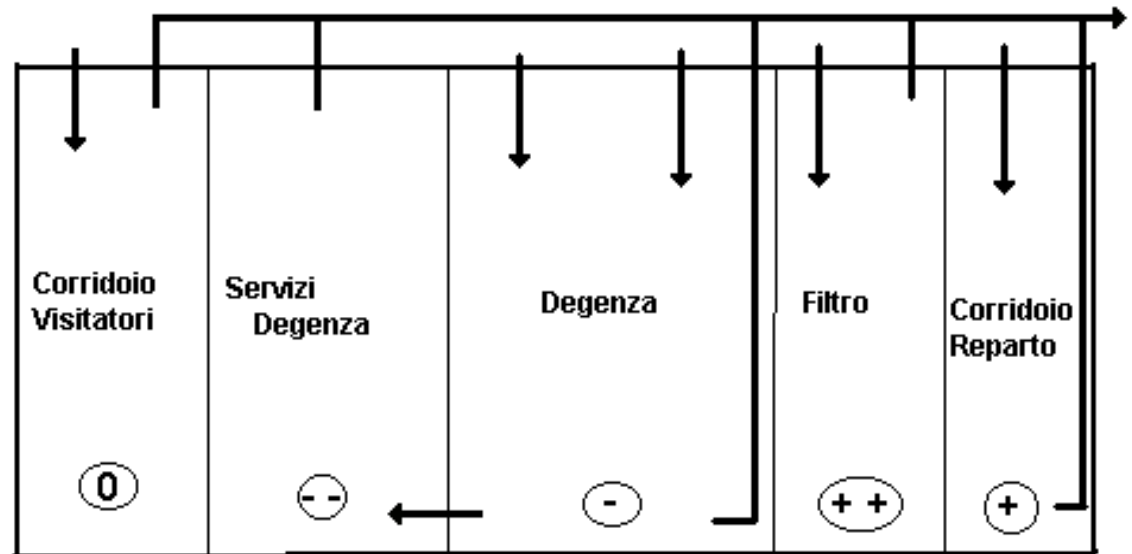 Corridoio
Visitatori
Servizi
Degenza
Degenza
Filtro
Corridoio
Reparto
0
- -
-
+ +
+